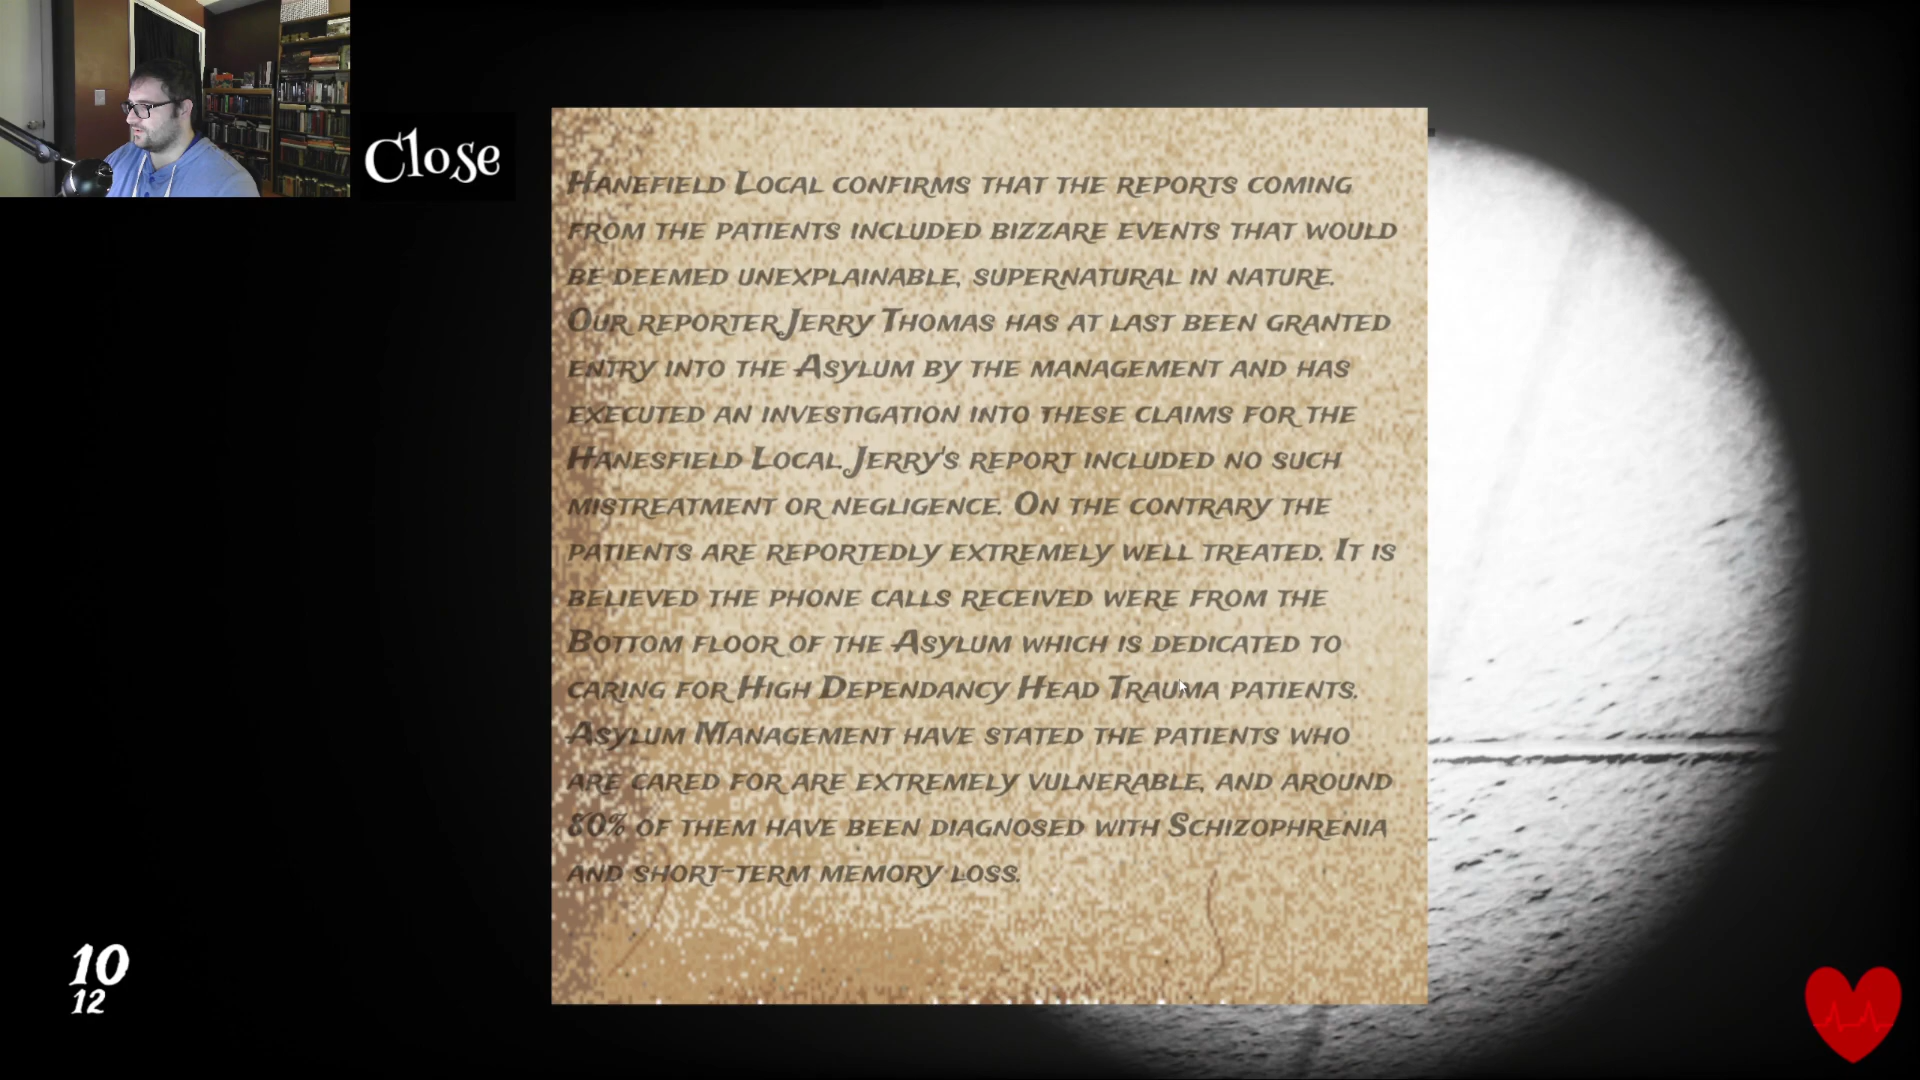 Close
Hanefield Local confirms that the reports coming
from the patients included bizzare events that would
be deemed unexplainable, supernatural in nature.
Our reporter Jerry Thomas has at last been granted
entry into the Asylum by the management and has
executed an investigation into these claims for the
Hanesfield Local. Jerry's report included no such
mistreatment or negligence. On the contrary the
patients are reportedly extremely well treated. It is
believed the phone calls received were from the
Bottom floor of the Asylum which is dedicated to
caring for High Dependancy Head Trauma patients.
Asylum Management have stated the patients who
are cared for are extremely vulnerable, and around
80% of them have been diagnosed with Schizophrenia
and short-term memory loss.
10
12